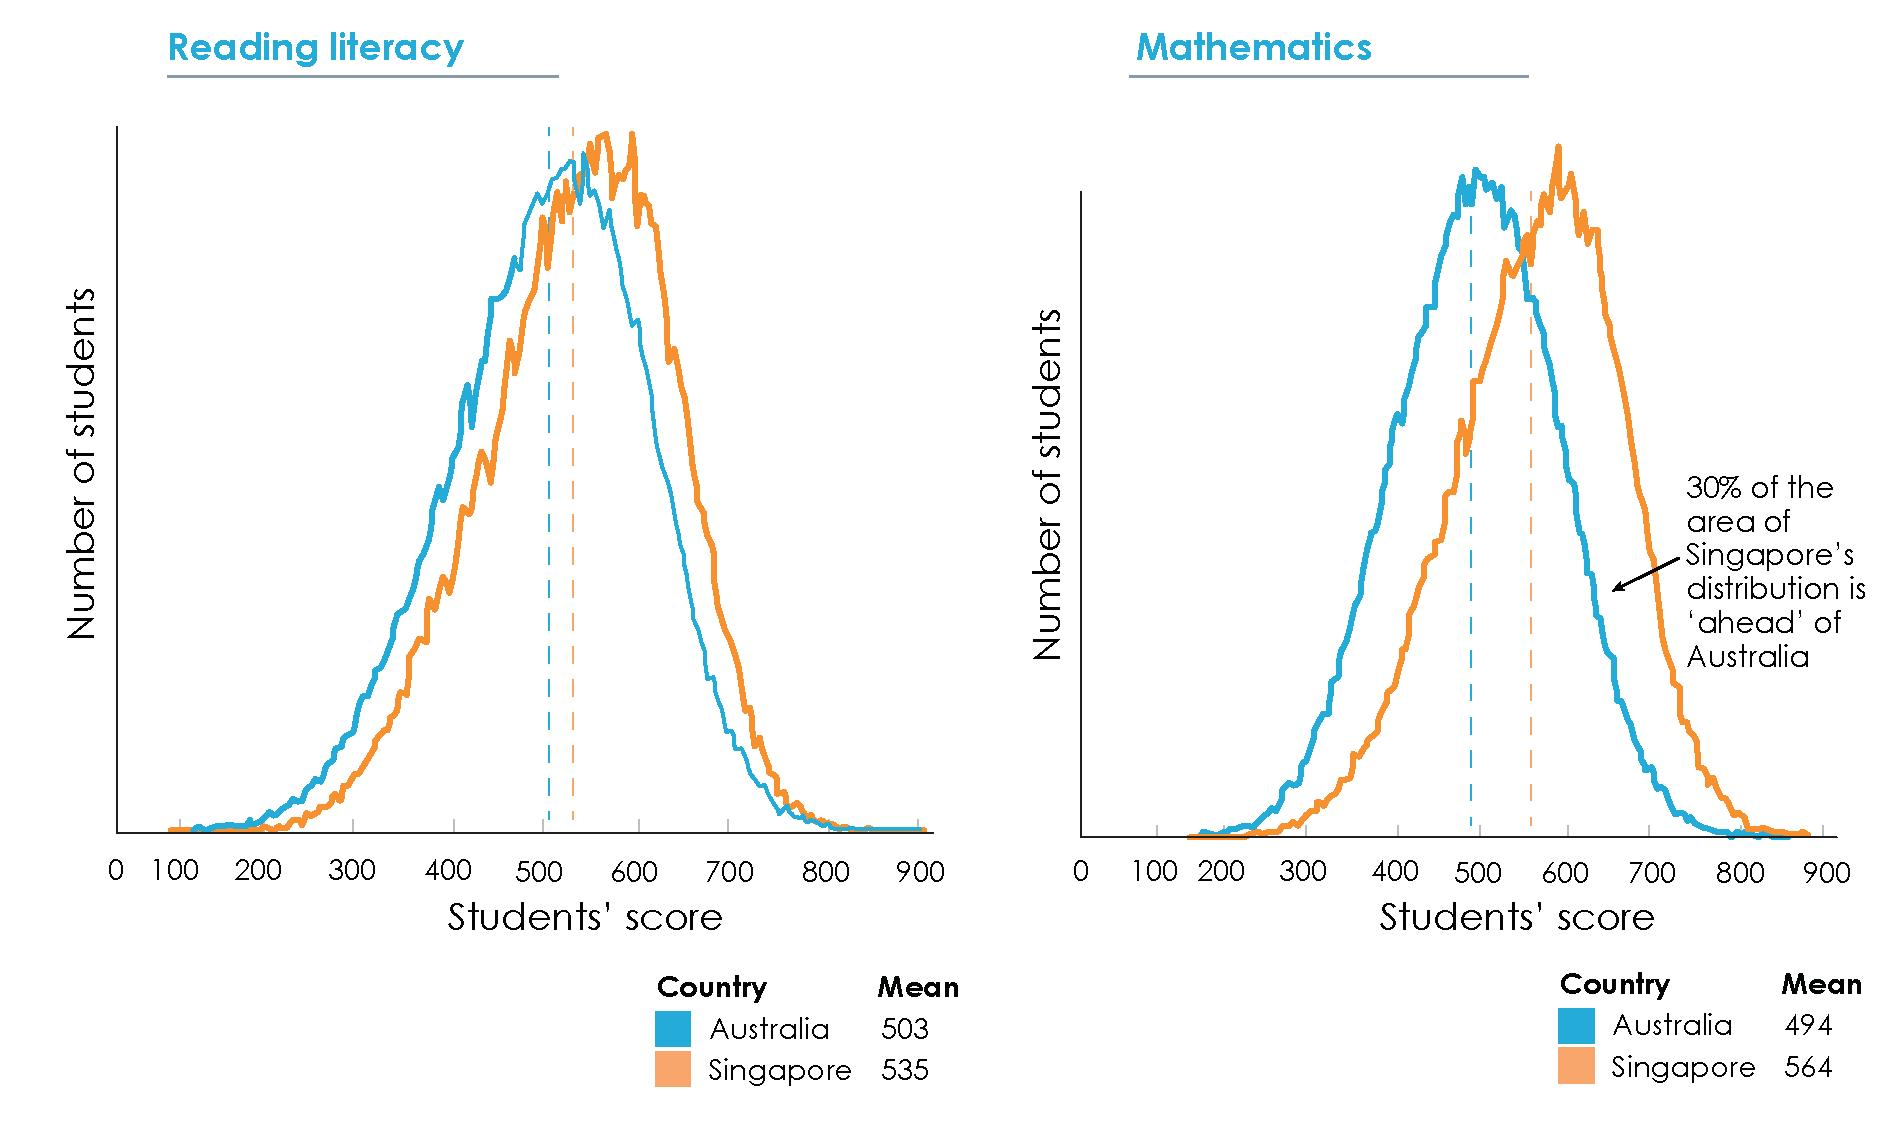 Reading literacy
Number of students
0 100 200 300 400 500 600 700 800 900
Students’ score
Country Mean
Australia 503
Singapore 535
Mathematics
Number of students
30% of the
area of
Singapore’s
distribution is
‘ahead’ of
Australia
0 100 200 300 400 500 600 700 800 900
Students’ score
Country Mean
Australia 494
Singapore 564